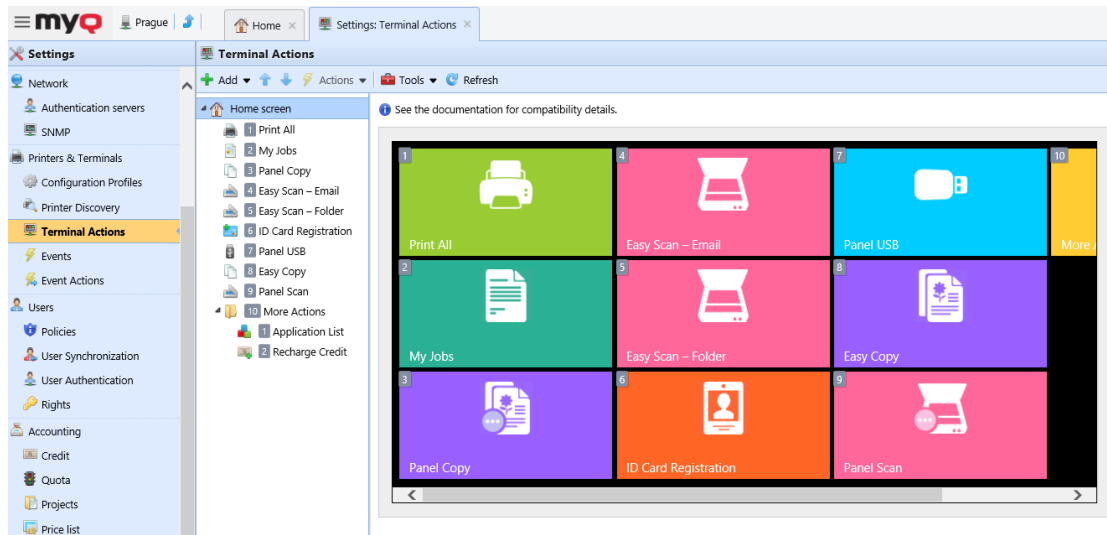 myQ Prague Home Settings: Terminal Actions
Settings
Network
Authentication servers
SNMP
Printers & Terminals
Configuration Profiles
Printer Discovery
Terminal Actions
Events
Event Actions
Users
Policies
User Synchronization
User Authentication
Rights
Accounting
Credit
Quota
Projects
Price list
Terminal Actions
Add Actions Tools Refresh
Home screen
1 Print All
2 My Jobs
3 Panel Copy
4 Easy Scan – Email
5 Easy Scan – Folder
6 ID Card Registration
7 Panel USB
8 Easy Copy
9 Panel Scan
10 More Actions
1 Application List
2 Recharge Credit
See the documentation for compatibility details.
1 4 7 10
Print All Easy Scan – Email Panel USB More
2 5 8
My Jobs Easy Scan – Folder Easy Copy
3 6 9
Panel Copy ID Card Registration Panel Scan